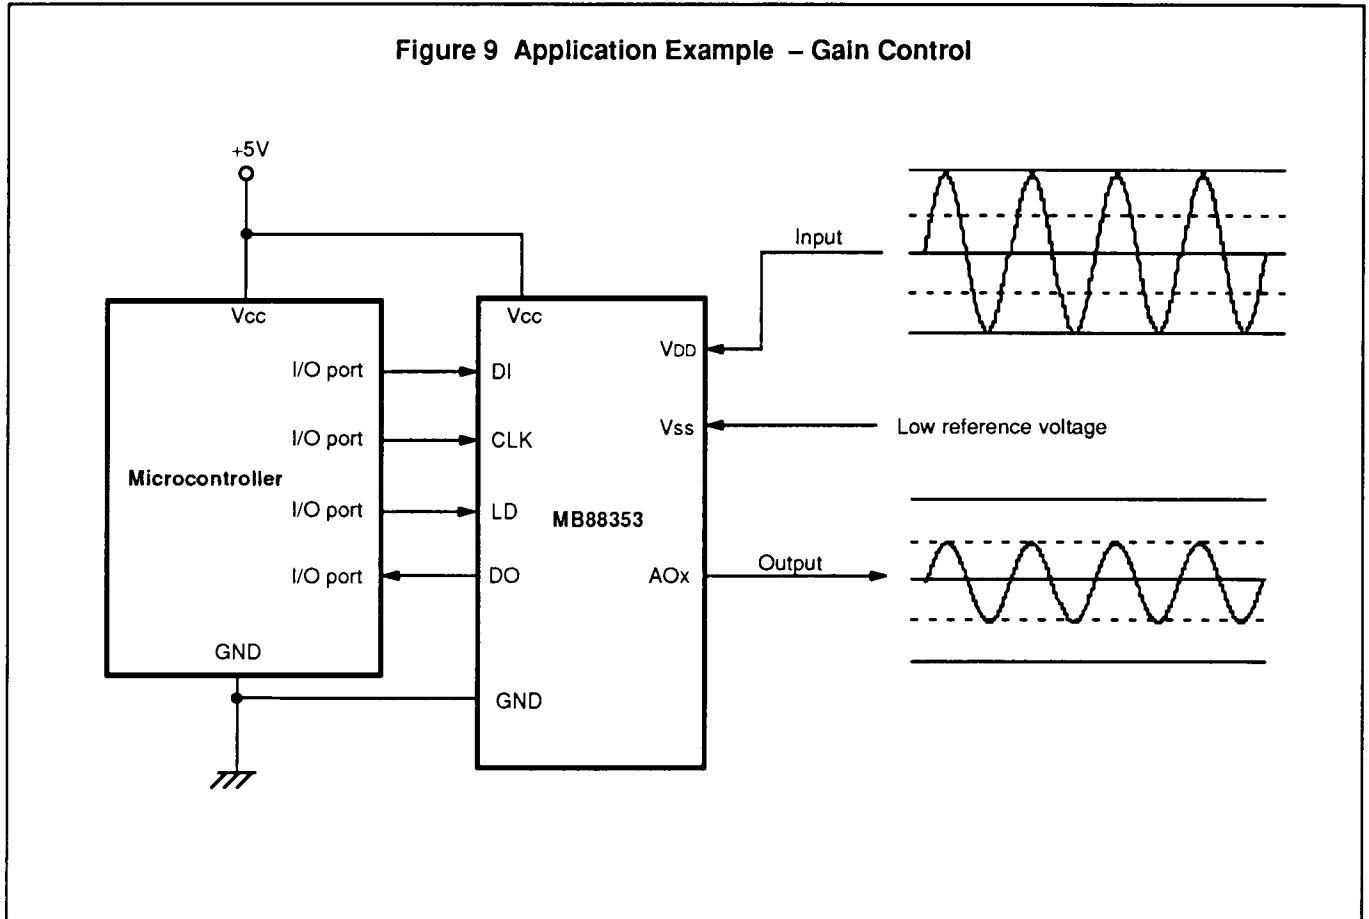 Figure 9 Application Example – Gain Control
+5V
Input
Vcc
Vcc
VDD
I/O port
DI
Vss
Low reference voltage
I/O port
CLK
Microcontroller
I/O port
LD
MB88353
I/O port
DO
AOx
Output
GND
GND